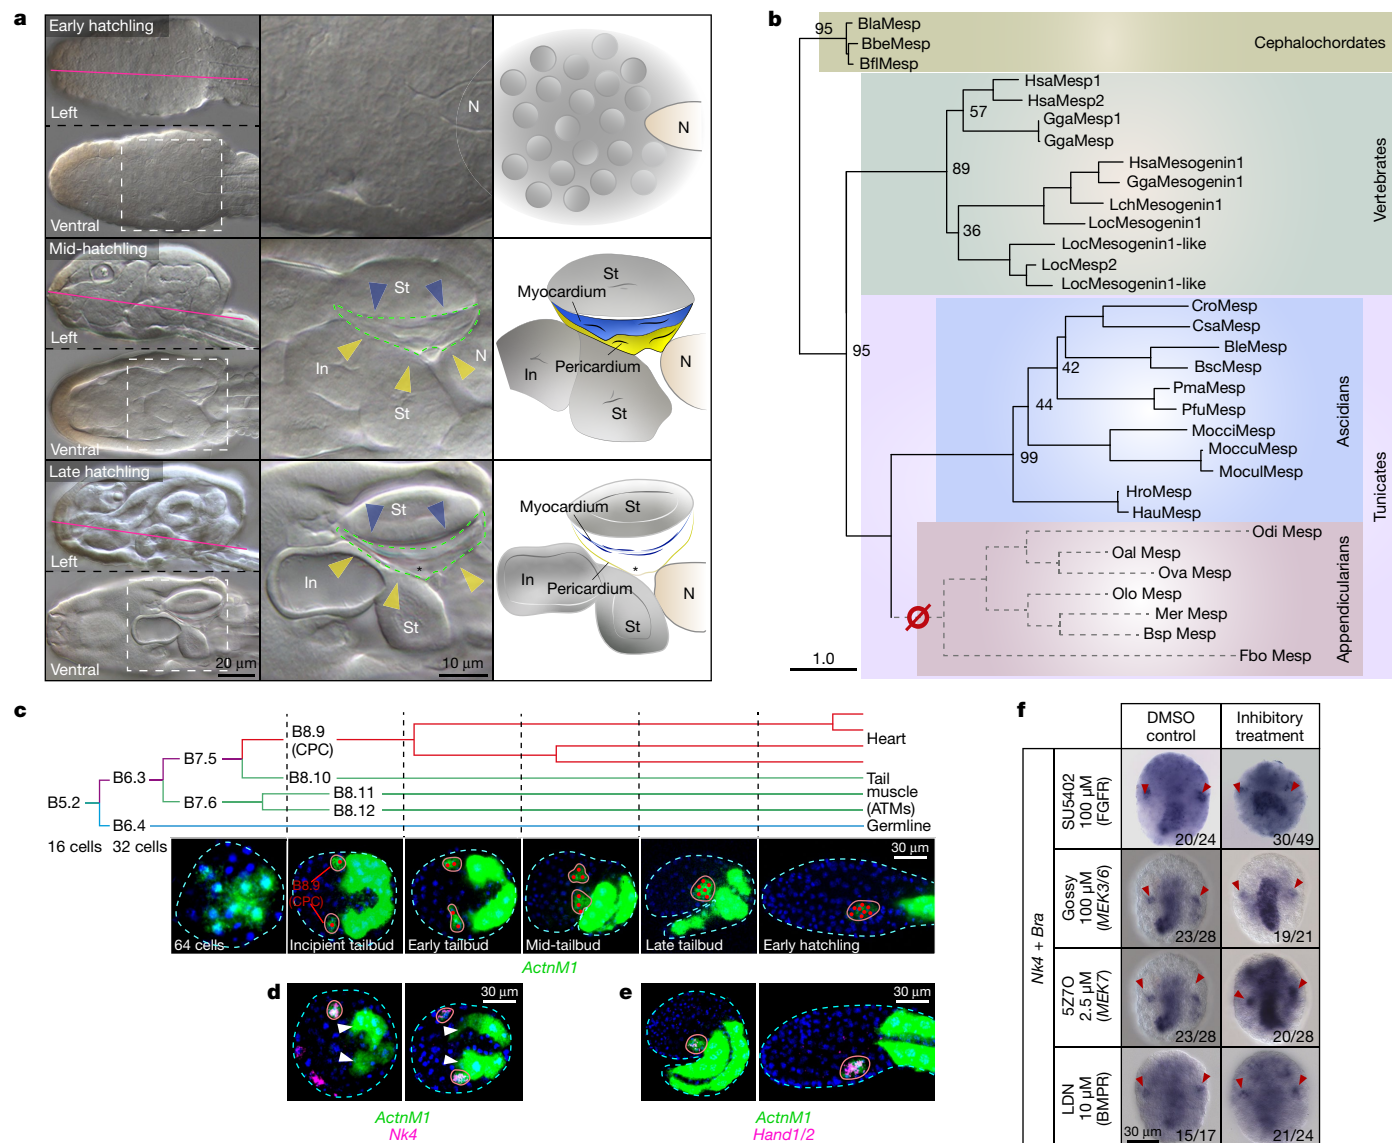 a
Early hatchling
Left
Ventral
N
N
Mid-hatchling
Left
Ventral
St
In
St
N
St
Myocardium
Pericardium
In
St
N
Late hatchling
Left
Ventral
20 µm
St
In
*
St
10 µm
St
Myocardium
In
*
Pericardium
St
N
b
95
BlaMesp
BbeMesp
BflMesp
Cephalochordates
HsaMesp1
HsaMesp2
57
GgaMesp1
GgaMesp
89
HsaMesogenin1
GgaMesogenin1
LchMesogenin1
LocMesogenin1
36
LocMesogenin1-like
LocMesp2
LocMesogenin1-like
Vertebrates
95
CroMesp
CsaMesp
BleMesp
42
BscMesp
PmaMesp
44
PfuMesp
MocciMesp
99
MoccuMesp
MoculMesp
HroMesp
HauMesp
Ascidians
Tunicates
Odi Mesp
Oal Mesp
Ova Mesp
Olo Mesp
Mer Mesp
Bsp Mesp
Fbo Mesp
Appendicularians
1.0
c
B5.2
B6.3
B6.4
B7.5
B7.6
B8.9
(CPC)
B8.10
B8.11
B8.12
Heart
Tail
muscle
(ATMs)
Germline
16 cells
32 cells
30 µm
B8.9
(CPC)
64 cells
Incipient tailbud
Early tailbud
Mid-tailbud
Late tailbud
Early hatchling
ActnM1
d
30 µm
ActnM1
Nk4
e
30 µm
ActnM1
Hand1/2
f
DMSO
control
Inhibitory
treatment
Nk4 + Bra
SU5402
100 µM
(FGFR)
20/24
30/49
Gossy
100 µM
(MEK3/6)
23/28
19/21
5Z7O
2.5 µM
(MEK7)
23/28
20/28
LDN
10 µM
(BMPR)
30 µm
15/17
21/24